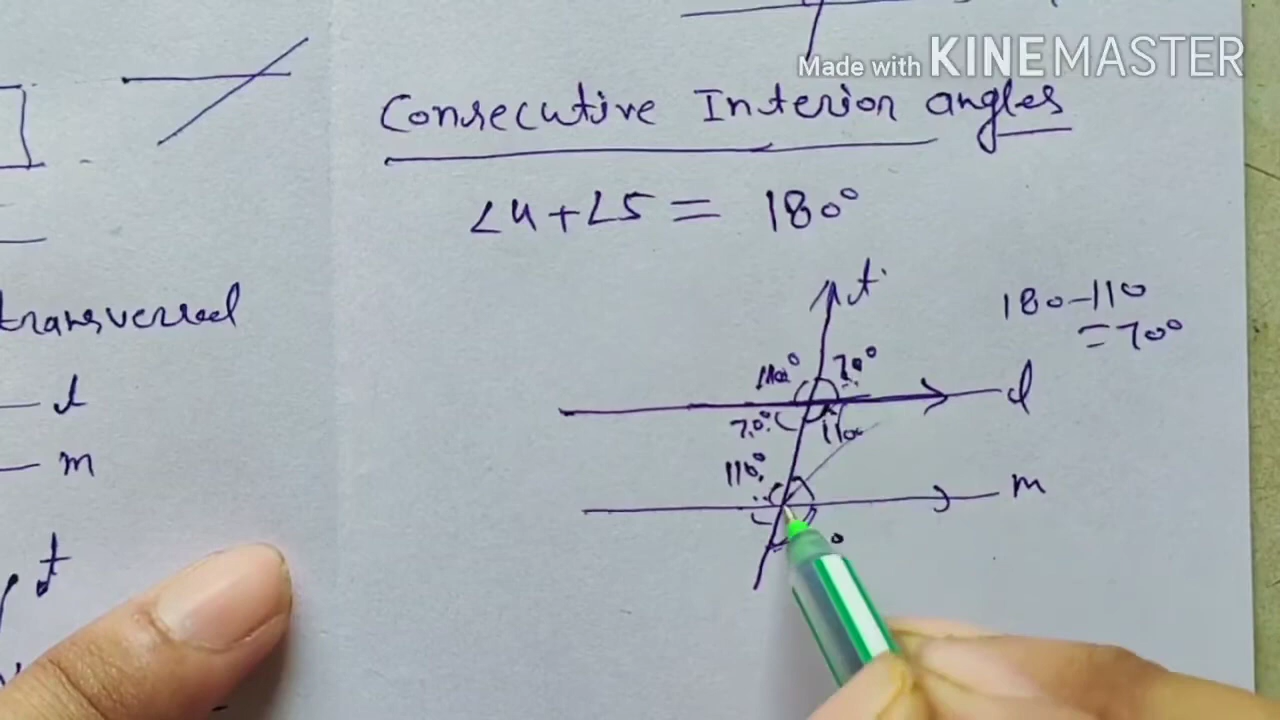 Made with KINEMASTER
Consecutive Interior angles
∠4+∠5= 180°
transversal
l
m
t
t
180-110
=70°
110° 70°
l
70° 110
110°
m